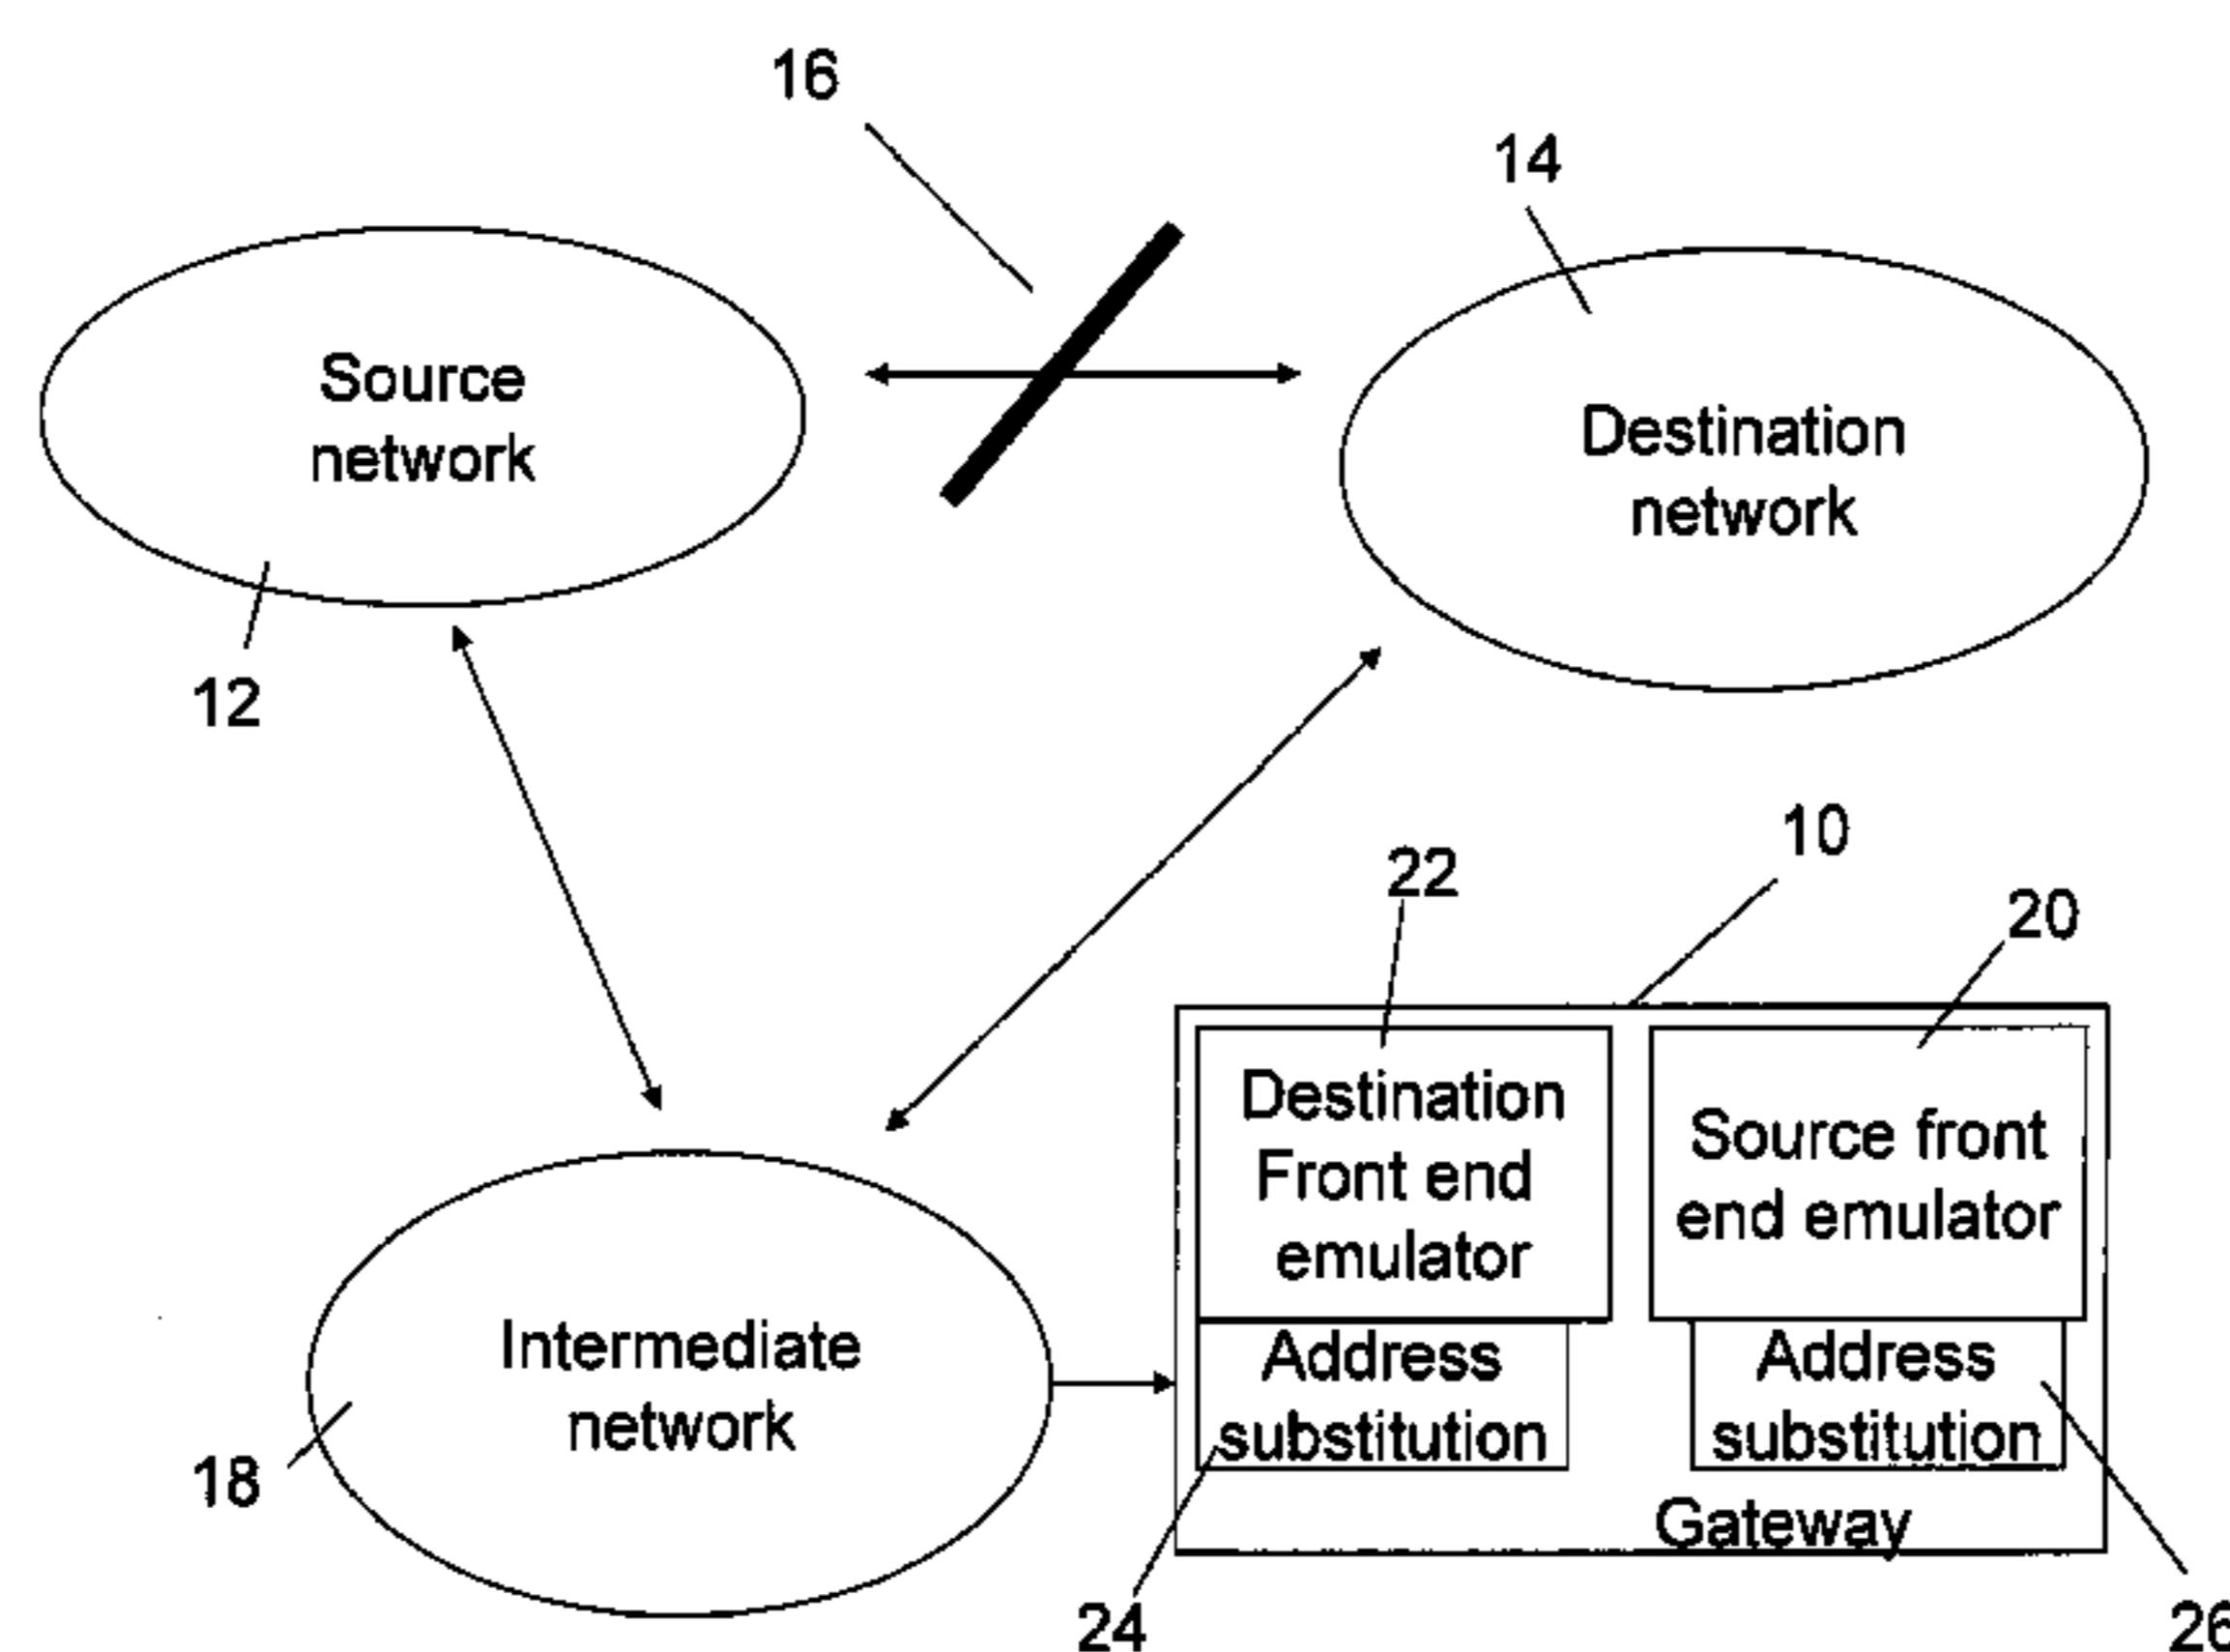 16
14
Source
network
Destination
network
12
10
22
20
Destination
Front end
emulator
Source front
end emulator
Intermediate
network
Address
substitution
Address
substitution
18
Gateway
24
26